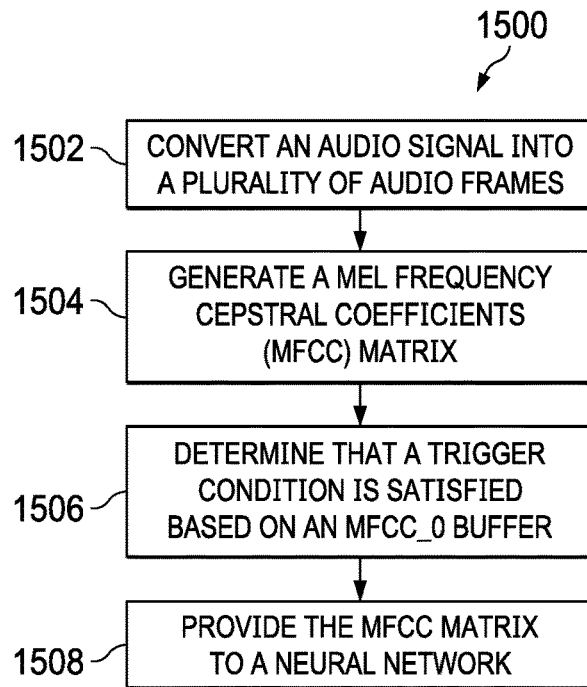 1500
1502
CONVERT AN AUDIO SIGNAL INTO
A PLURALITY OF AUDIO FRAMES
1504
GENERATE A MEL FREQUENCY
CEPSTRAL COEFFICIENTS
(MFCC) MATRIX
1506
DETERMINE THAT A TRIGGER
CONDITION IS SATISFIED
BASED ON AN MFCC_0 BUFFER
1508
PROVIDE THE MFCC MATRIX
TO A NEURAL NETWORK